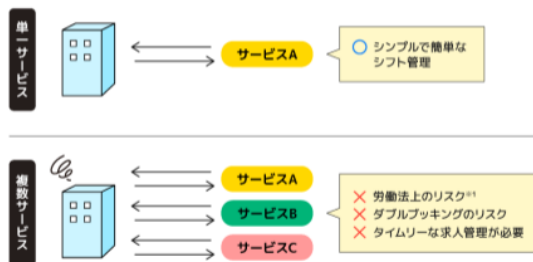 単一サービス
サービスA
シンプルで簡単な
シフト管理
複数サービス
サービスA
サービスB
サービスC
労働法上のリスク※1
ダブルブッキングのリスク
タイムリーな求人管理が必要